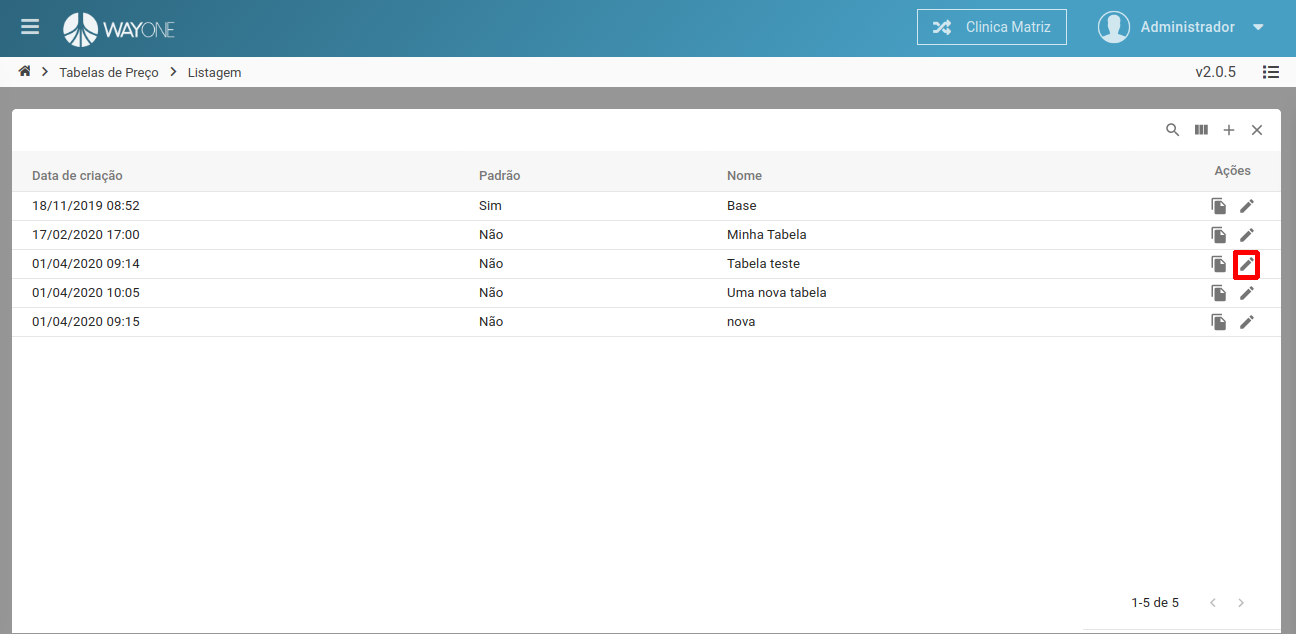 WAYONE
Clinica Matriz
Administrador
Tabelas de Preço
Listagem
v2.0.5
Data de criação Padrão Nome Ações
18/11/2019 08:52 Sim Base
17/02/2020 17:00 Não Minha Tabela
01/04/2020 09:14 Não Tabela teste
01/04/2020 10:05 Não Uma nova tabela
01/04/2020 09:15 Não nova
1-5 de 5